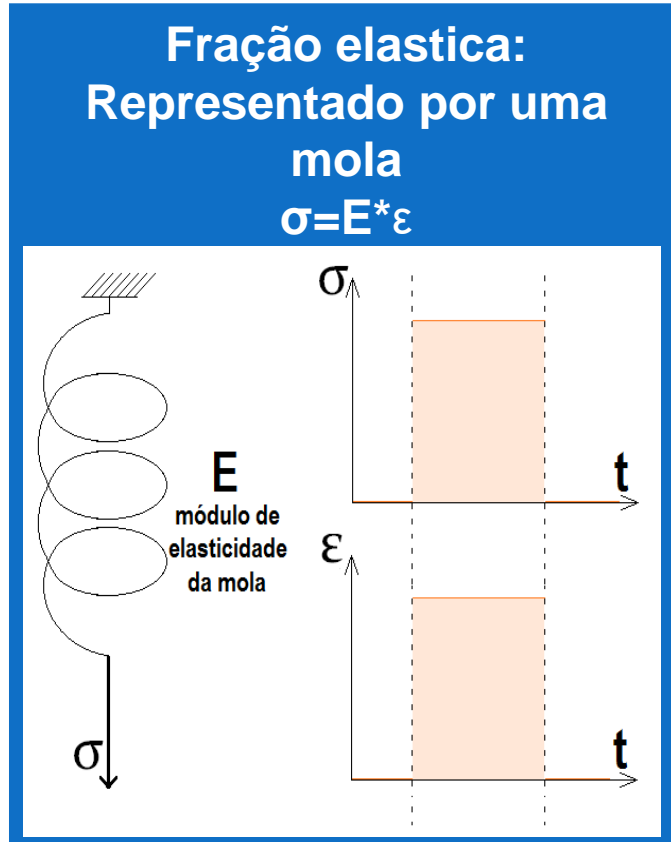 Fração elastica:
Representado por uma
mola
σ=E*ε
σ
t
E
módulo de
elasticidade
da mola
ε
t
σ